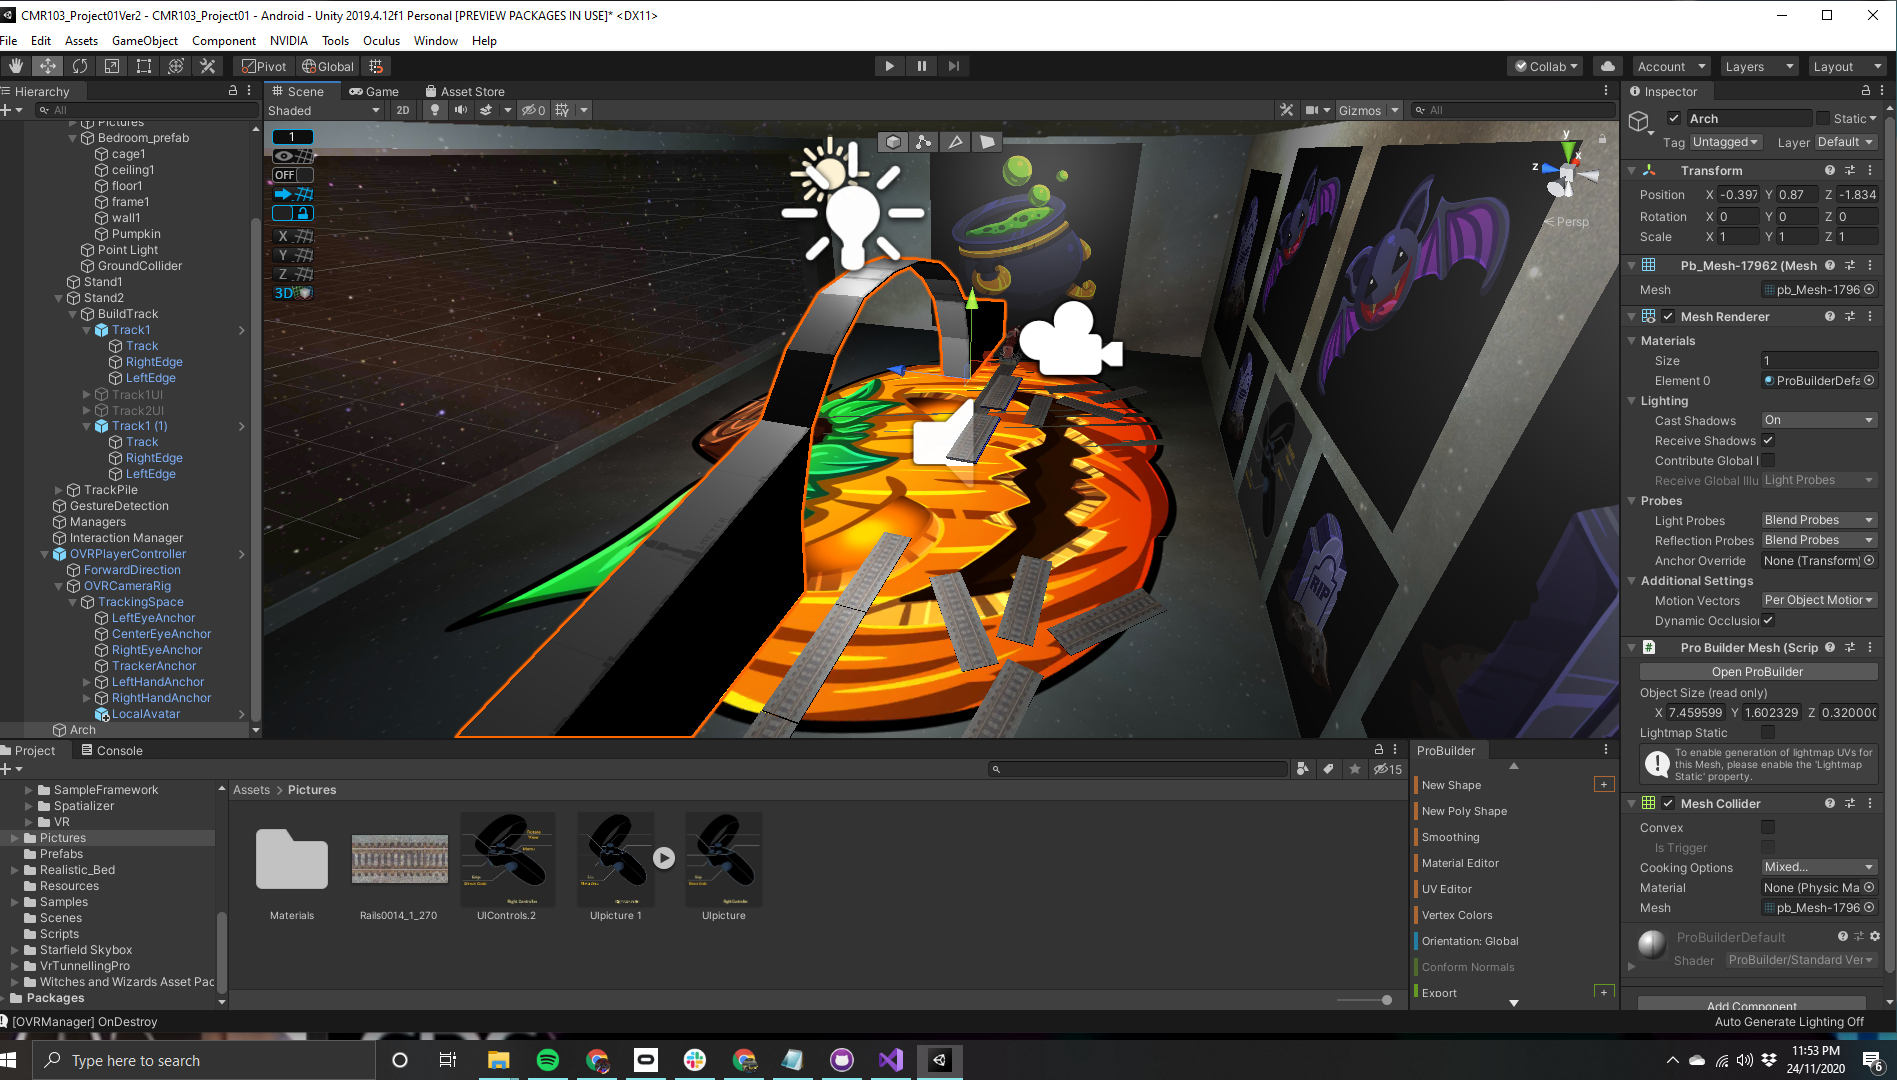 CMR103_Project01Ver2 - CMR103_Project01 - Android - Unity 2019.4.12f1 Personal [PREVIEW PACKAGES IN USE]* <DX11>
File Edit Assets GameObject Component NVIDIA Tools Oculus Window Help
Pivot Global Collab Account Layers Layout
Hierarchy
All
Pictures
Bedroom_prefab
cage1
ceiling1
floor1
frame1
wall1
Pumpkin
Point Light
GroundCollider
Stand1
Stand2
BuildTrack
Track1
Track
RightEdge
LeftEdge
Track1UI
Track2UI
Track1 (1)
Track
RightEdge
LeftEdge
TrackPile
GestureDetection
Managers
Interaction Manager
OVRPlayerController
ForwardDirection
OVRCameraRig
TrackingSpace
LeftEyeAnchor
CenterEyeAnchor
RightEyeAnchor
TrackerAnchor
LeftHandAnchor
RightHandAnchor
LocalAvatar
Arch
Scene Game Asset Store
Shaded 2D 0 Gizmos All
1
OFF
X
Y
Z
3D
y
x
z
Persp
RIP
Inspector
Arch Static
Tag Untagged Layer Default
Transform
Position X -0.397 Y 0.87 Z -1.834
Rotation X 0 Y 0 Z 0
Scale X 1 Y 1 Z 1
Pb_Mesh-17962 (Mesh
Mesh pb_Mesh-1796
Mesh Renderer
Materials
Size 1
Element 0 ProBuilderDefa
Lighting
Cast Shadows On
Receive Shadows
Contribute Global I
Receive Global Illu Light Probes
Probes
Light Probes Blend Probes
Reflection Probes Blend Probes
Anchor Override None (Transform)
Additional Settings
Motion Vectors Per Object Motior
Dynamic Occlusion
Pro Builder Mesh (Scrip
Open ProBuilder
Object Size (read only)
X 7.459599 Y 1.602329 Z 0.320000
Lightmap Static
To enable generation of lightmap UVs for
this Mesh, please enable the 'Lightmap
Static' property.
Mesh Collider
Convex
Is Trigger
Cooking Options Mixed...
Material None (Physic Ma
Mesh pb_Mesh-1796
ProBuilderDefault
Shader ProBuilder/Standard Ver
Add Component
Project Console
15
SampleFramework
Spatializer
VR
Pictures
Prefabs
Realistic_Bed
Resources
Samples
Scenes
Scripts
Starfield Skybox
VrTunnellingPro
Witches and Wizards Asset Pac
Packages
Assets > Pictures
Materials
Rails0014_1_270
UIControls.2
UIpicture 1
UIpicture
ProBuilder
New Shape
New Poly Shape
Smoothing
Material Editor
UV Editor
Vertex Colors
Orientation: Global
Conform Normals
Export
[OVRManager] OnDestroy
Auto Generate Lighting Off
Type here to search
11:53 PM
24/11/2020
6